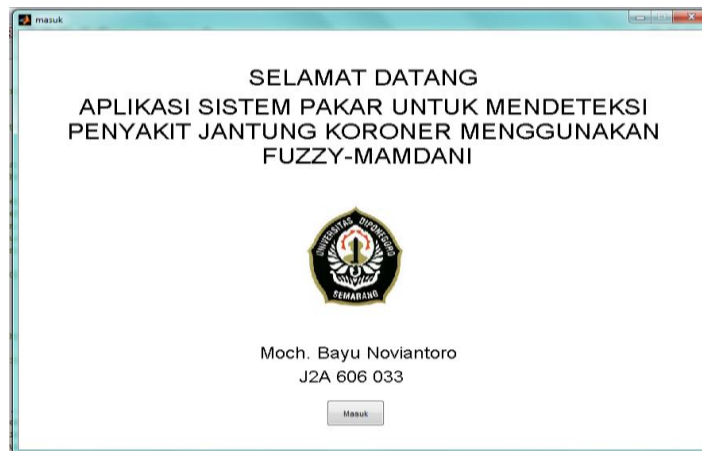 masuk
SELAMAT DATANG
APLIKASI SISTEM PAKAR UNTUK MENDETEKSI
PENYAKIT JANTUNG KORONER MENGGUNAKAN
FUZZY-MAMDANI
UNIVERSITAS DIPONEGORO
SEMARANG
Moch. Bayu Noviantoro
J2A 606 033
Masuk